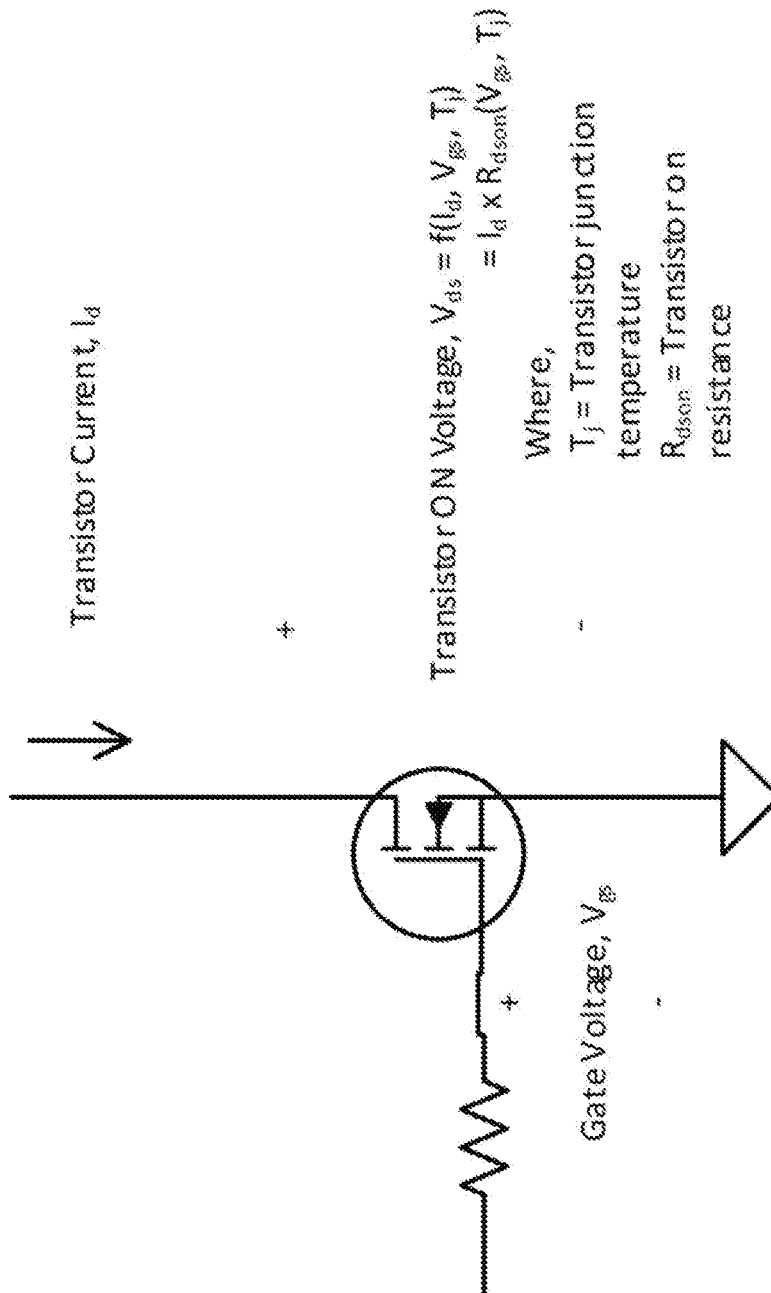 Transistor Current, I_d
+
Transistor ON Voltage, V_ds = f(I_d, V_gs, T_j)
= I_d x R_dson(V_gs, T_j)
-
Where,
T_j = Transistor junction
temperature
R_dson = Transistor on
resistance
+
Gate Voltage, V_gs
-